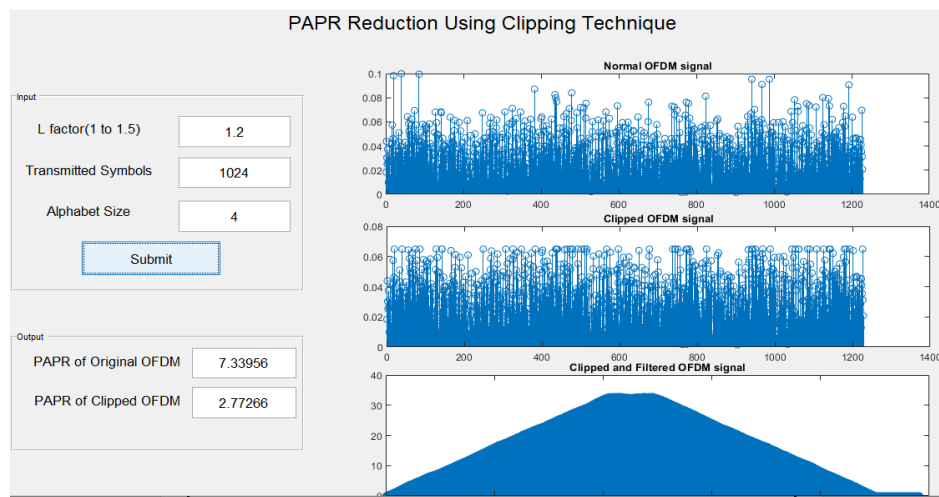 PAPR Reduction Using Clipping Technique
Input
L factor(1 to 1.5)
1.2
Transmitted Symbols
1024
Alphabet Size
4
Submit
Output
PAPR of Original OFDM
7.33956
PAPR of Clipped OFDM
2.77266
Normal OFDM signal
0.1
0.08
0.06
0.04
0.02
0
0 200 400 600 800 1000 1200 1400
Clipped OFDM signal
0.08
0.06
0.04
0.02
0
0 200 400 600 800 1000 1200 1400
Clipped and Filtered OFDM signal
40
30
20
10
0